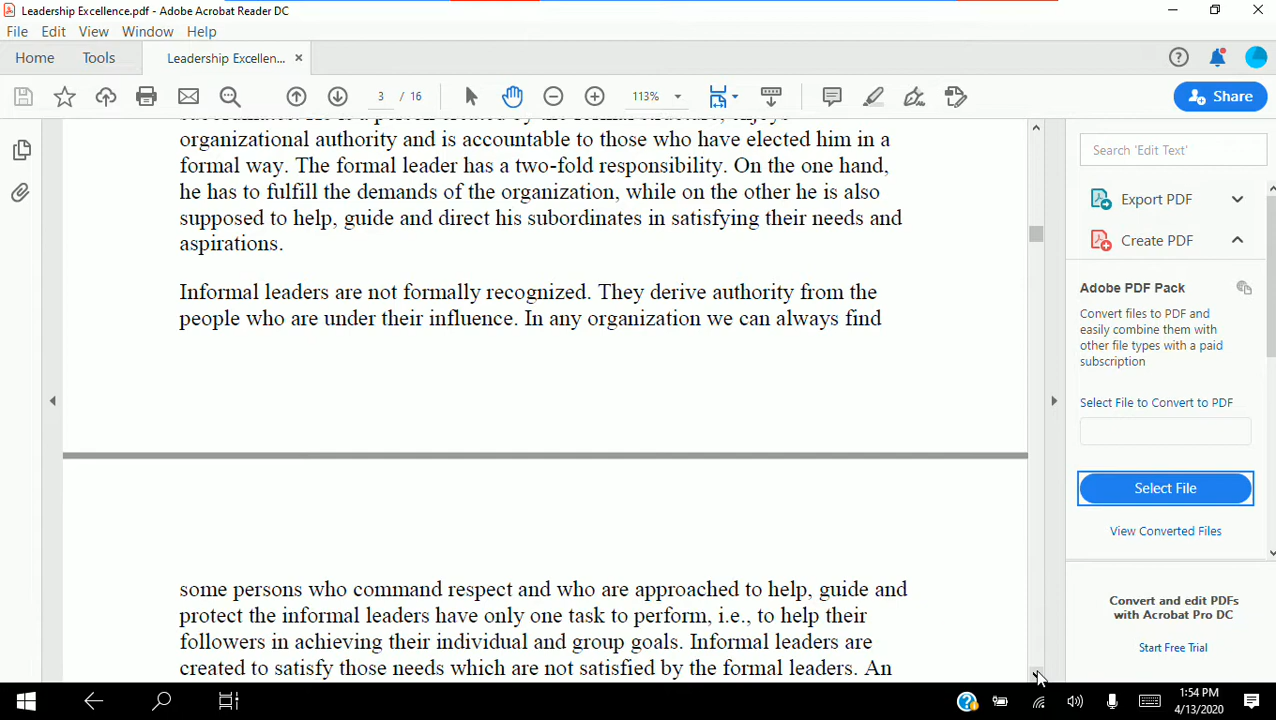 Leadership Excellence.pdf - Adobe Acrobat Reader DC
File Edit View Window Help
Home Tools Leadership Excellen... ×
3 / 16 113% Share
organizational authority and is accountable to those who have elected him in a
formal way. The formal leader has a two-fold responsibility. On the one hand,
he has to fulfill the demands of the organization, while on the other he is also
supposed to help, guide and direct his subordinates in satisfying their needs and
aspirations.
Informal leaders are not formally recognized. They derive authority from the
people who are under their influence. In any organization we can always find
some persons who command respect and who are approached to help, guide and
protect the informal leaders have only one task to perform, i.e., to help their
followers in achieving their individual and group goals. Informal leaders are
created to satisfy those needs which are not satisfied by the formal leaders. An
Search 'Edit Text'
Export PDF
Create PDF
Adobe PDF Pack
Convert files to PDF and
easily combine them with
other file types with a paid
subscription
Select File to Convert to PDF
Select File
View Converted Files
Convert and edit PDFs
with Acrobat Pro DC
Start Free Trial
1:54 PM
4/13/2020